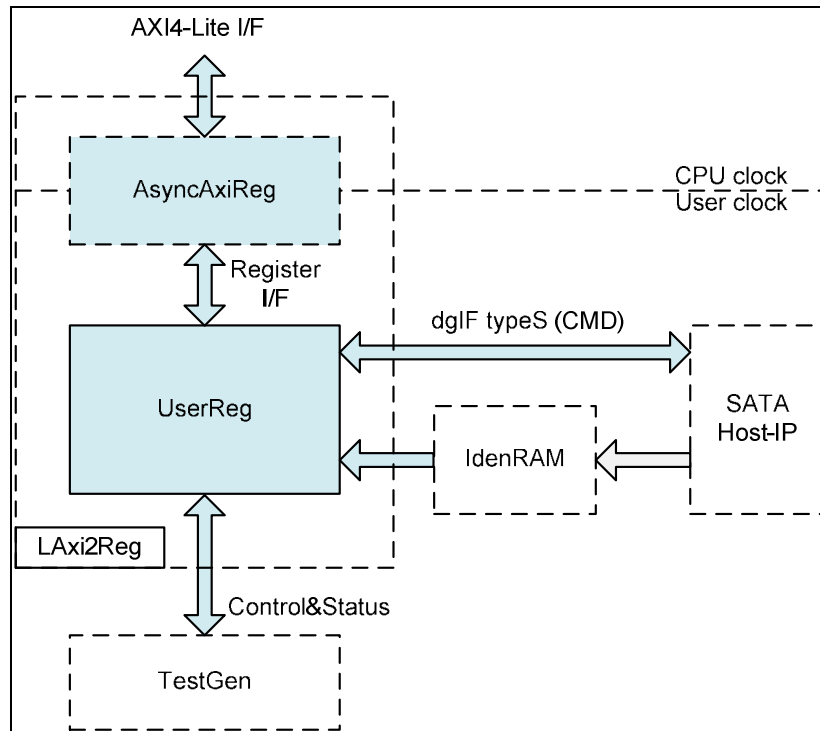 AXI4-Lite I/F
AsyncAxiReg
CPU clock
User clock
Register
I/F
dgIF typeS (CMD)
UserReg
SATA
Host-IP
IdenRAM
LAxi2Reg
Control&Status
TestGen